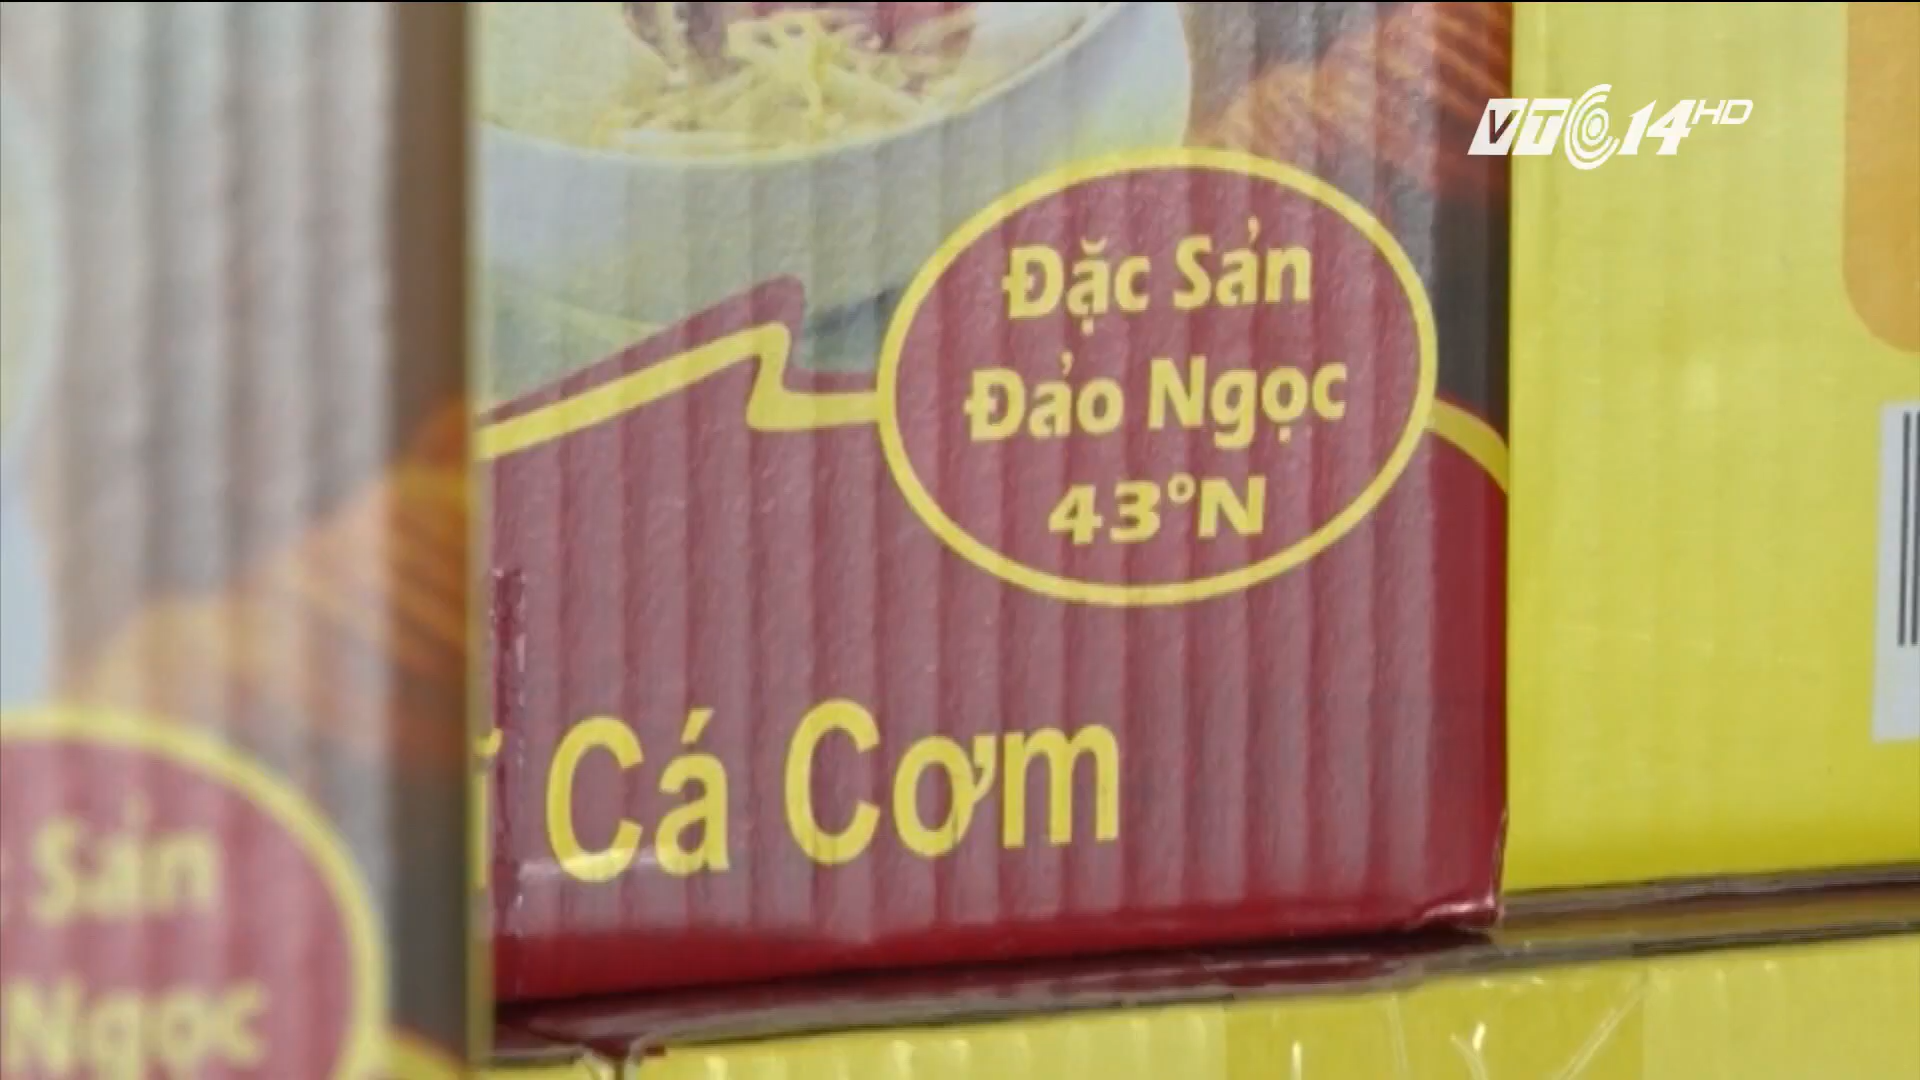 VTC14HD
Đặc Sản
Đảo Ngọc
43°N
Cá Cơm
Sản
Ngọc